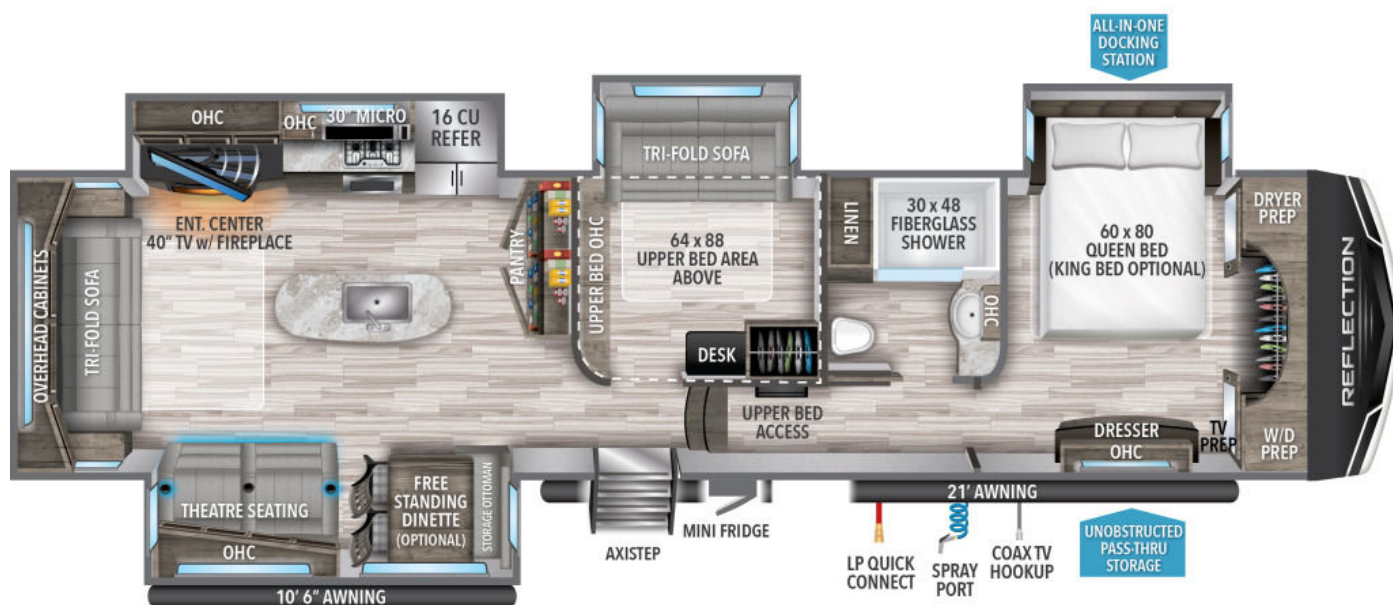 ALL-IN-ONE
DOCKING
STATION
OHC
OHC
30" MICRO
16 CU
REFER
TRI-FOLD SOFA
ENT. CENTER
40" TV w/ FIREPLACE
OVERHEAD CABINETS
TRI-FOLD SOFA
PANTRY
UPPER BED OHC
64 x 88
UPPER BED AREA
ABOVE
LINEN
30 x 48
FIBERGLASS
SHOWER
OHC
60 x 80
QUEEN BED
(KING BED OPTIONAL)
DRYER
PREP
REFLECTION
DESK
UPPER BED
ACCESS
DRESSER
OHC
TV
PREP
W/D
PREP
THEATRE SEATING
OHC
FREE
STANDING
DINETTE
(OPTIONAL)
STORAGE OTTOMAN
AXISTEP
MINI FRIDGE
21' AWNING
LP QUICK
CONNECT
SPRAY
PORT
COAX TV
HOOKUP
UNOBSTRUCTED
PASS-THRU
STORAGE
10' 6" AWNING